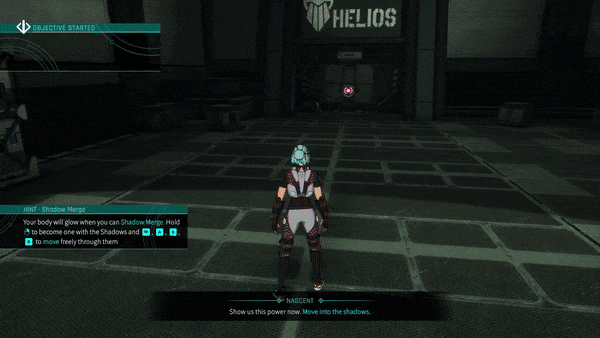 HELIOS
OBJECTIVE STARTED
HINT - Shadow Merge
Your body will glow when you can Shadow Merge. Hold
to become one with the Shadows and W, A, S,
D to move freely through them
NASCENT
Show us this power now. Move into the shadows.